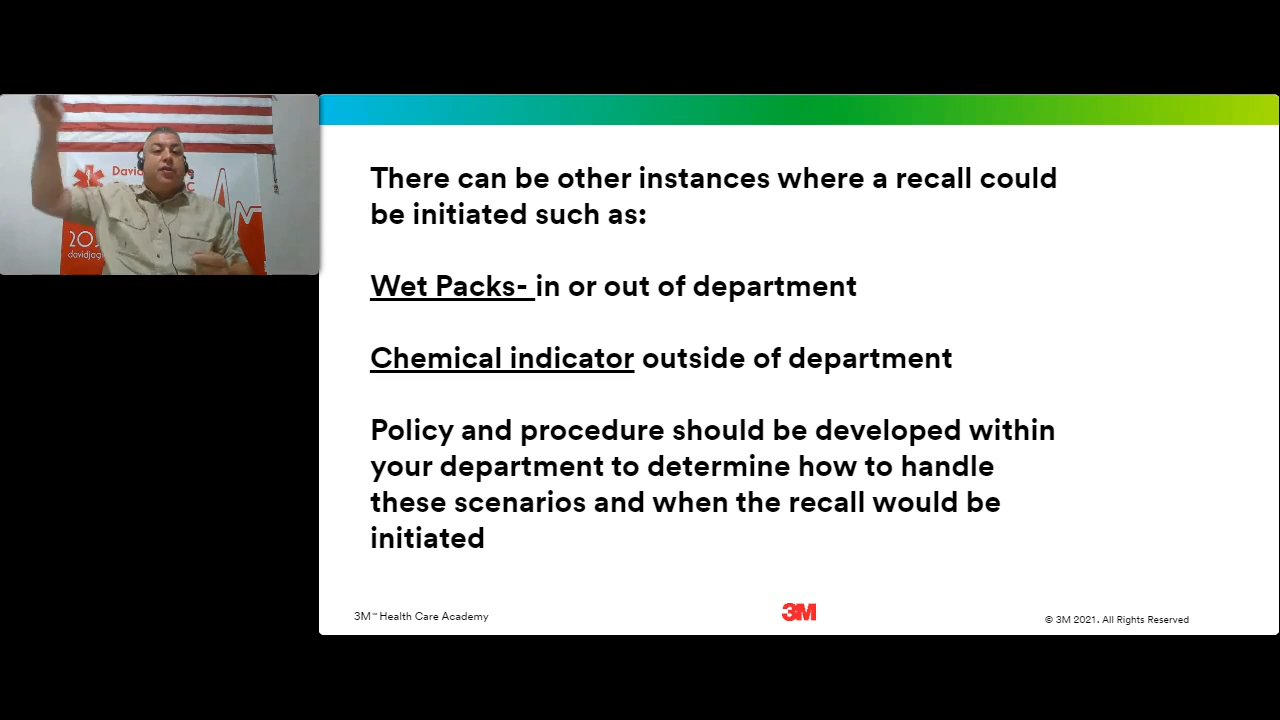 David
C
20
davidjag
There can be other instances where a recall could
be initiated such as:
Wet Packs- in or out of department
Chemical indicator outside of department
Policy and procedure should be developed within
your department to determine how to handle
these scenarios and when the recall would be
initiated
3M™ Health Care Academy
3M
© 3M 2021. All Rights Reserved